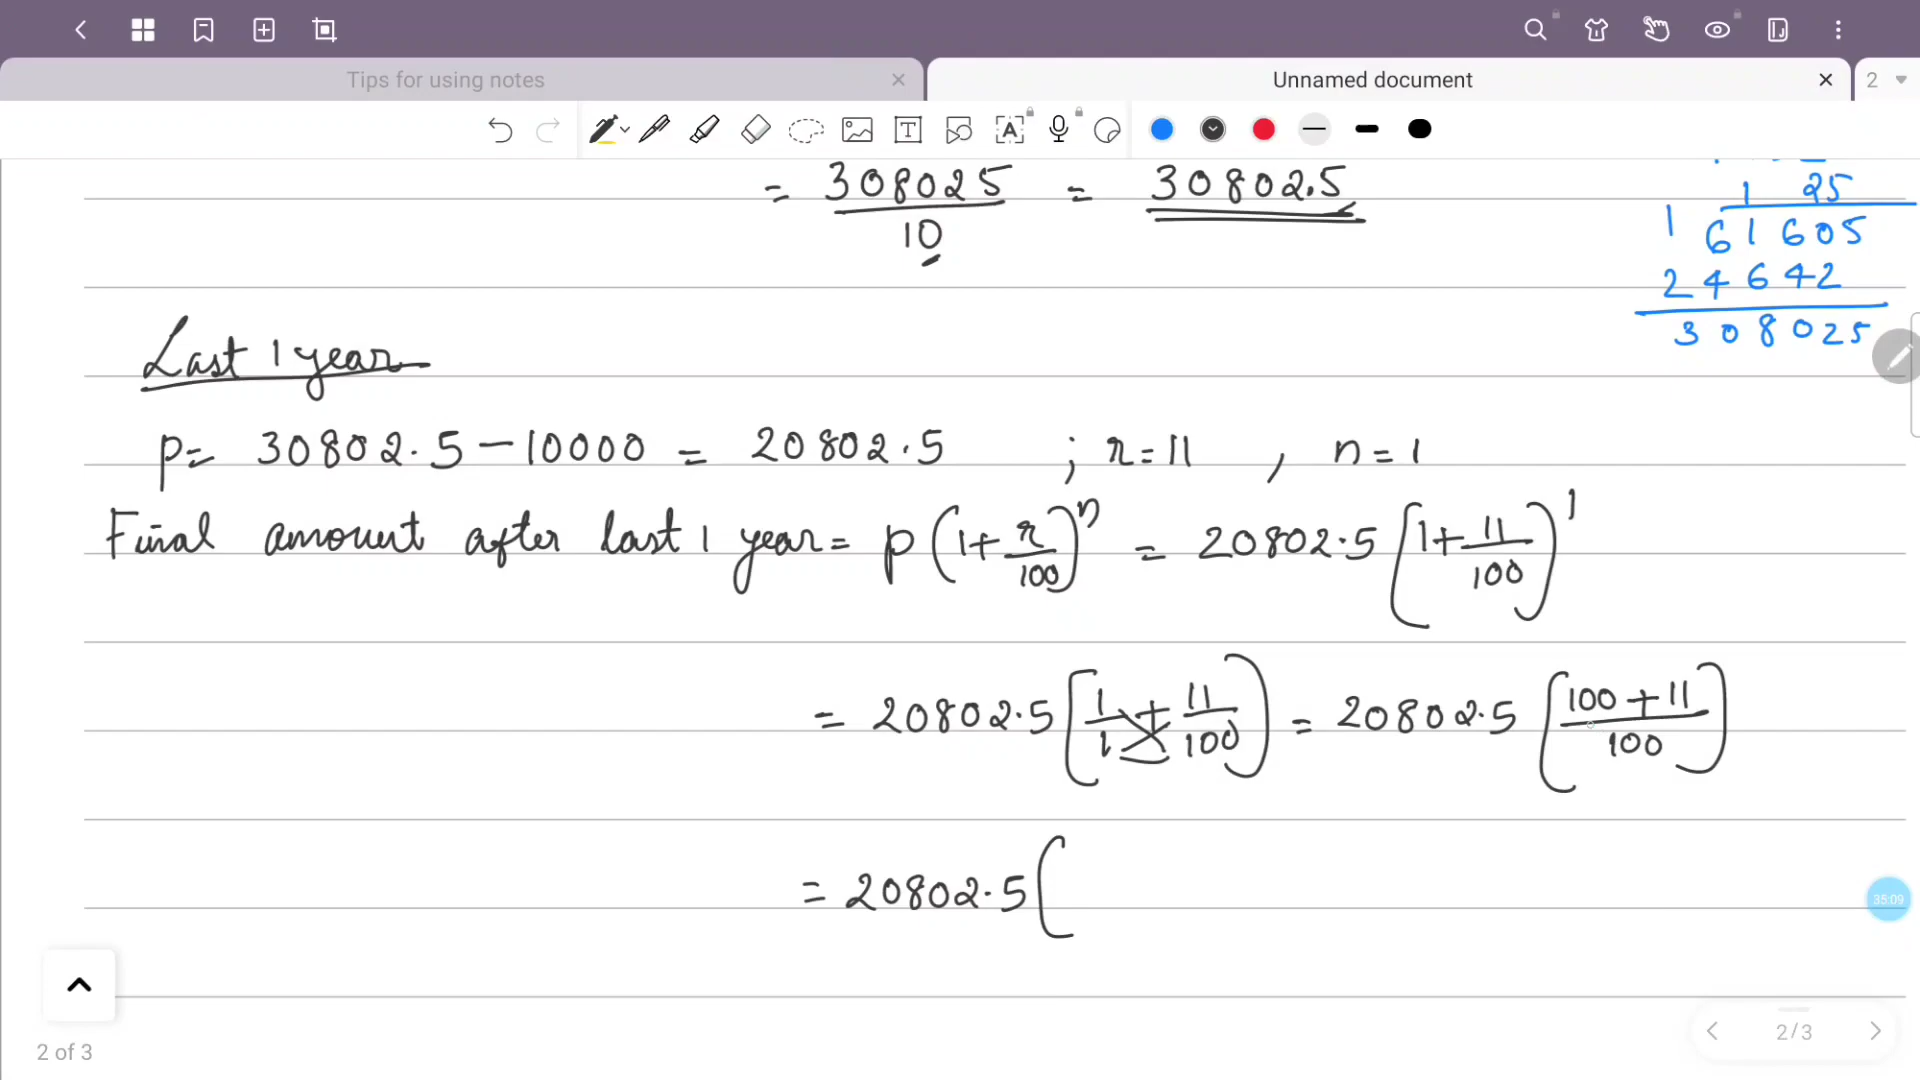 Tips for using notes
Unnamed document
2
= 308025/10 = 30802.5
1 25
1 61605
24642
308025
Last 1 year
P= 30802.5 - 10000 = 20802.5 ; r = 11 , n = 1
Final amount after last 1 year = P(1 + r/100)^n = 20802.5 (1 + 11/100)^1
= 20802.5 (1/1 + 11/100) = 20802.5 (100 + 11/100)
= 20802.5 (
35:09
2 of 3
2/3